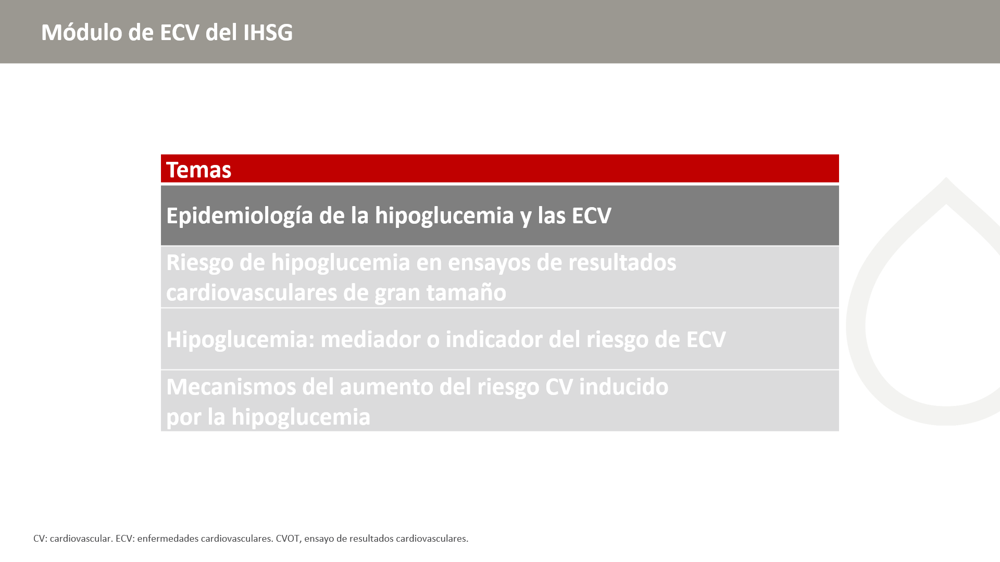 Módulo de ECV del IHSG
Temas
Epidemiología de la hipoglucemia y las ECV
Riesgo de hipoglucemia en ensayos de resultados
cardiovasculares de gran tamaño
Hipoglucemia: mediador o indicador del riesgo de ECV
Mecanismos del aumento del riesgo CV inducido
por la hipoglucemia
CV: cardiovascular. ECV: enfermedades cardiovasculares. CVOT, ensayo de resultados cardiovasculares.